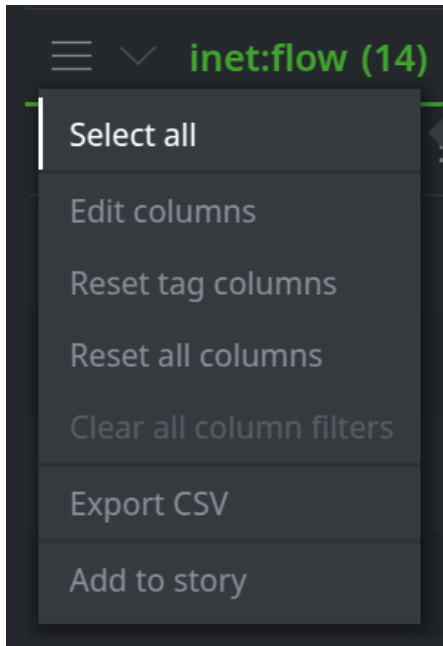 inet:flow (14)
Select all
Edit columns
Reset tag columns
Reset all columns
Clear all column filters
Export CSV
Add to story